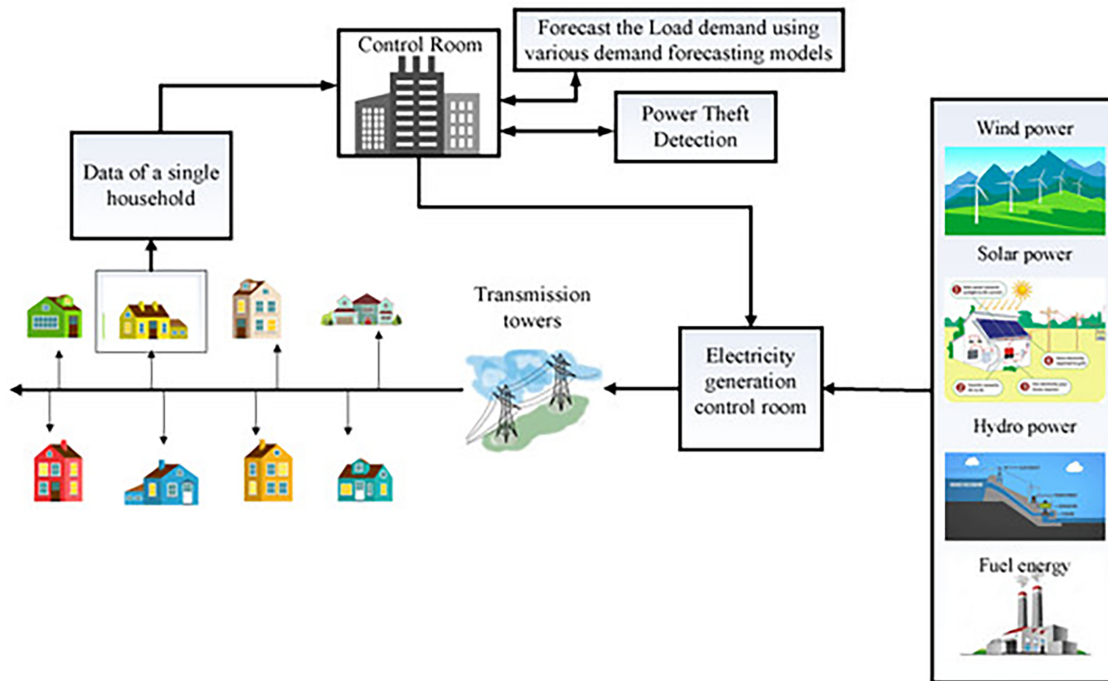 Control Room
Forecast the Load demand using
various demand forecasting models
Power Theft
Detection
Data of a single
household
Transmission
towers
Electricity
generation
control room
Wind power
Solar power
Hydro power
Fuel energy